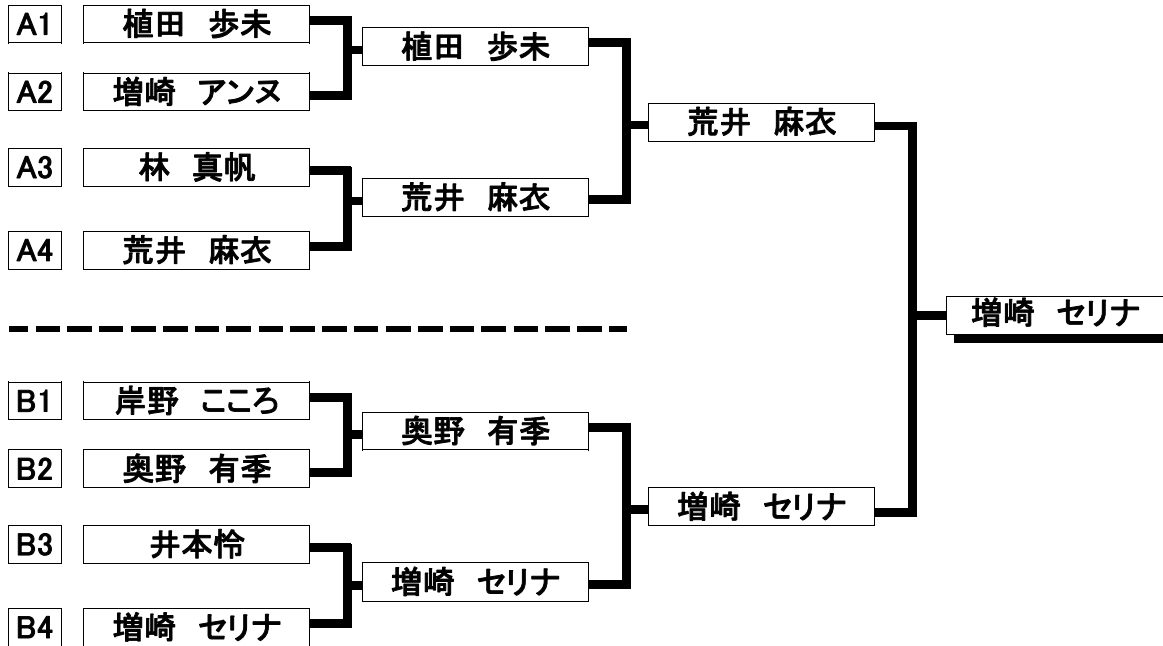 A1 植田　歩未
植田　歩未
A2 増崎　アンヌ
荒井　麻衣
A3 林　真帆
荒井　麻衣
A4 荒井　麻衣
増崎　セリナ
B1 岸野　こころ
奥野　有季
B2 奥野　有季
増崎　セリナ
B3 井本怜
増崎　セリナ
B4 増崎　セリナ